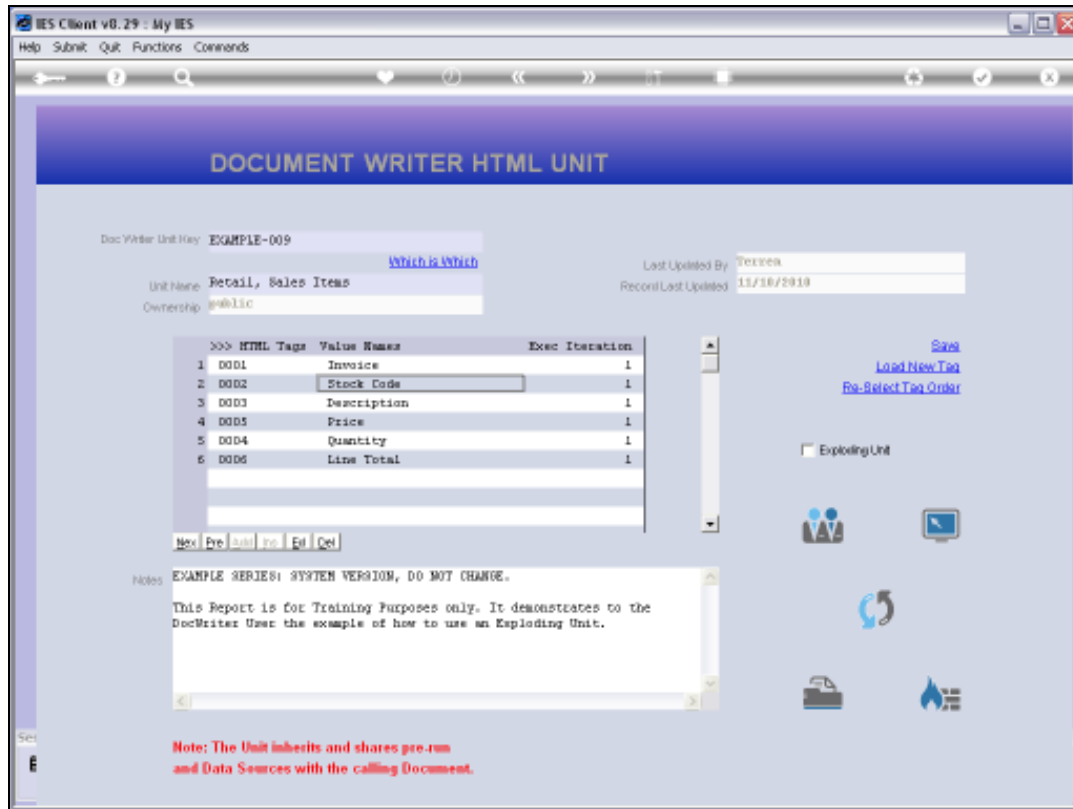 IES Client v8.29 : My IES
Help Submit Quit Functions Commands
DOCUMENT WRITER HTML UNIT
Doc Writer Unit Key EXAMPLE-009
Which is Which
Last Updated By Terren
Unit Name Retail, Sales Items
Record Last Updated 11/10/2010
Ownership public
>>> HTML Tags Value Names Exec Iteration
1 0001 Invoice 1
2 0002 Stock Code 1
3 0003 Description 1
4 0005 Price 1
5 0004 Quantity 1
6 0006 Line Total 1
Save
Load New Tag
Re-Select Tag Order
Exploding Unit
Nex Pre Add Ins Ed Del
Notes EXAMPLE SERIES: SYSTEM VERSION, DO NOT CHANGE.
This Report is for Training Purposes only. It demonstrates to the
DocWriter User the example of how to use an Exploding Unit.
Note: The Unit inherits and shares pre-run
and Data Sources with the calling Document.